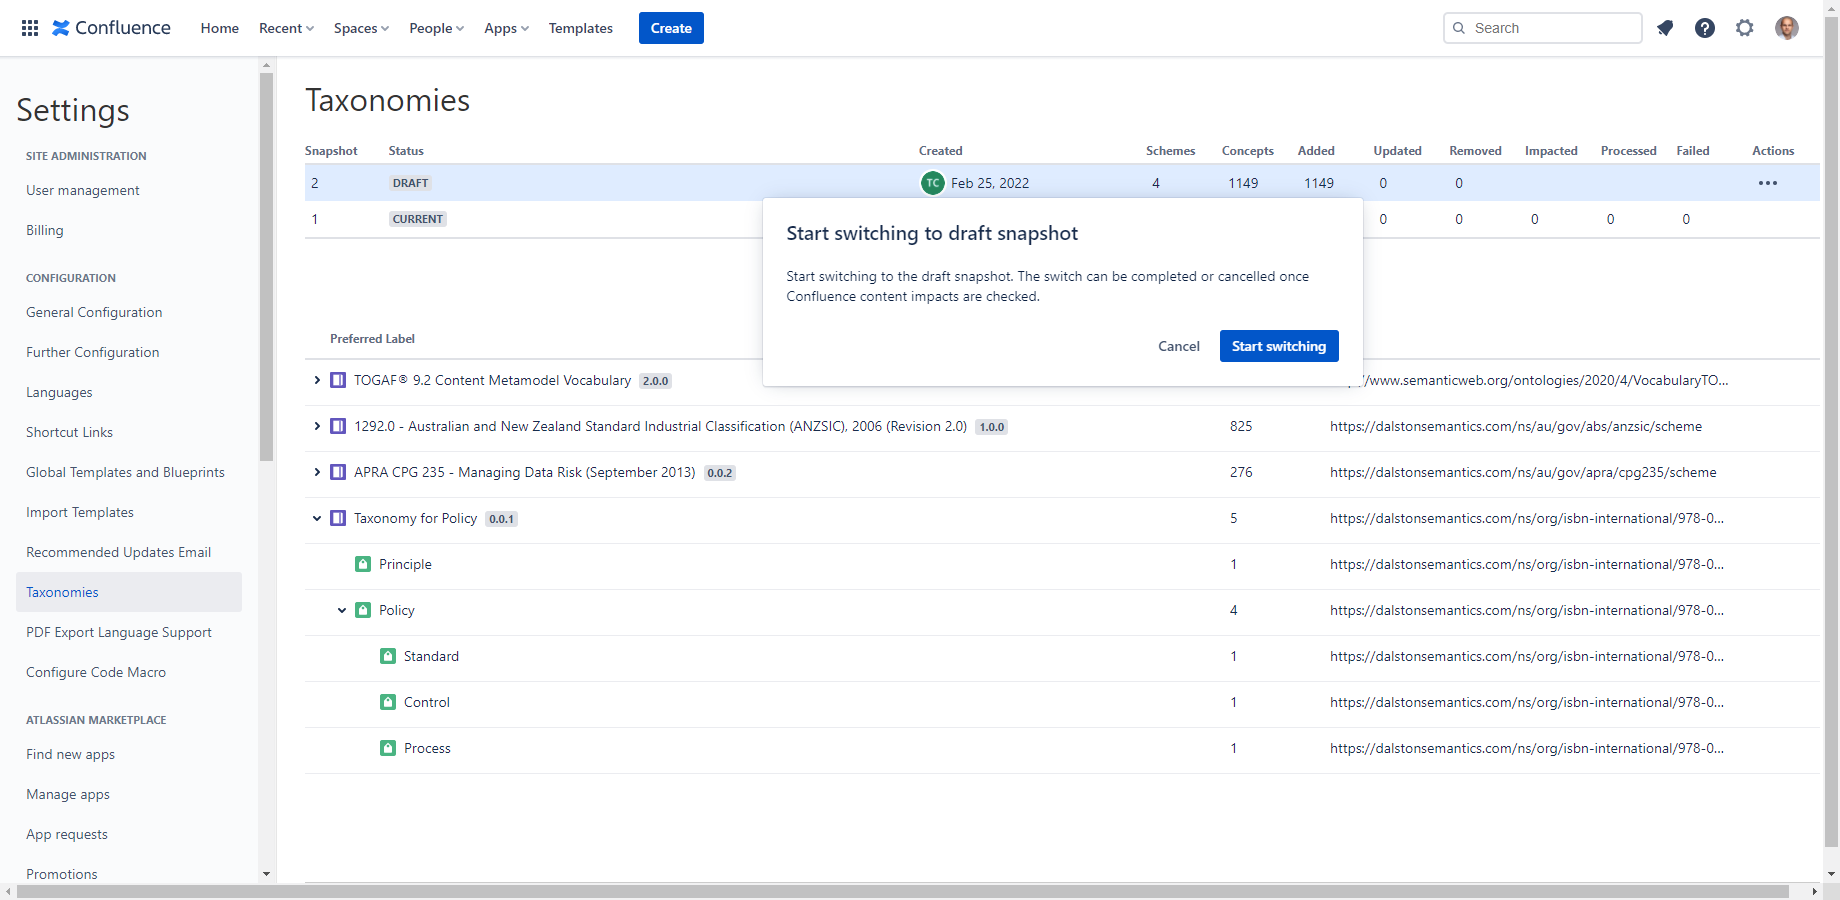 Confluence
Home
Recent
Spaces
People
Apps
Templates
Create
Search
Settings
SITE ADMINISTRATION
User management
Billing
CONFIGURATION
General Configuration
Further Configuration
Languages
Shortcut Links
Global Templates and Blueprints
Import Templates
Recommended Updates Email
Taxonomies
PDF Export Language Support
Configure Code Macro
ATLASSIAN MARKETPLACE
Find new apps
Manage apps
App requests
Promotions
Taxonomies
Snapshot Status Created Schemes Concepts Added Updated Removed Impacted Processed Failed Actions
2 DRAFT TC Feb 25, 2022 4 1149 1149 0 0
1 CURRENT 0 0 0 0 0
Start switching to draft snapshot
Start switching to the draft snapshot. The switch can be completed or cancelled once
Confluence content impacts are checked.
Cancel
Start switching
Preferred Label
TOGAF® 9.2 Content Metamodel Vocabulary 2.0.0 /www.semanticweb.org/ontologies/2020/4/VocabularyTO...
1292.0 - Australian and New Zealand Standard Industrial Classification (ANZSIC), 2006 (Revision 2.0) 1.0.0 825 https://dalstonsemantics.com/ns/au/gov/abs/anzsic/scheme
APRA CPG 235 - Managing Data Risk (September 2013) 0.0.2 276 https://dalstonsemantics.com/ns/au/gov/apra/cpg235/scheme
Taxonomy for Policy 0.0.1 5 https://dalstonsemantics.com/ns/org/isbn-international/978-0...
Principle 1 https://dalstonsemantics.com/ns/org/isbn-international/978-0...
Policy 4 https://dalstonsemantics.com/ns/org/isbn-international/978-0...
Standard 1 https://dalstonsemantics.com/ns/org/isbn-international/978-0...
Control 1 https://dalstonsemantics.com/ns/org/isbn-international/978-0...
Process 1 https://dalstonsemantics.com/ns/org/isbn-international/978-0...